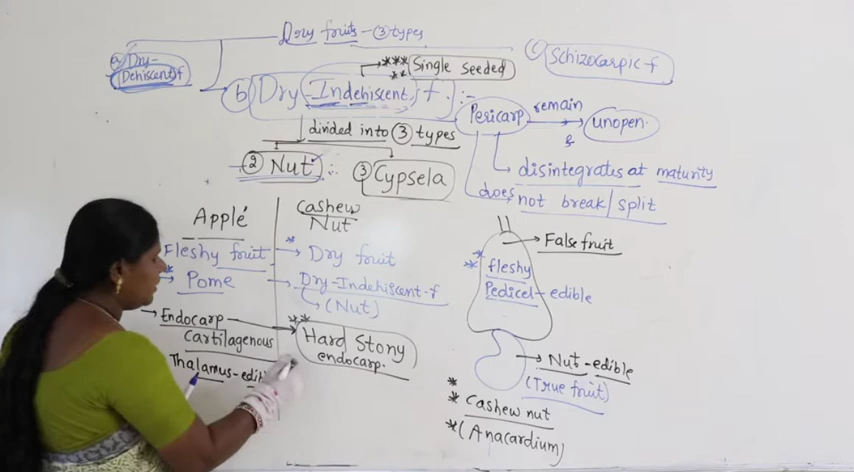 Dry fruits - ③ types
a) Dry-
(Dehiscent) f
*** Single seeded
**
c) Schizocarpic f
b) Dry Indehiscent f :-
Pericarp remain unopen.
&
disintegrates at maturity
does not break/split
divided into ③ types
② Nut :-
③ Cypsela
Applé
Cashew
Nut
Fleshy fruit
* Dry fruit
* Pome
Dry-Indehiscent-f
(Nut)
Endocarp
Cartilagenous
** Hard Stony
endocarp.
Thalamus-edib
False fruit
** fleshy
Pedicel-edible
Nut-edible
(True fruit)
* Cashew nut
* (Anacardium)